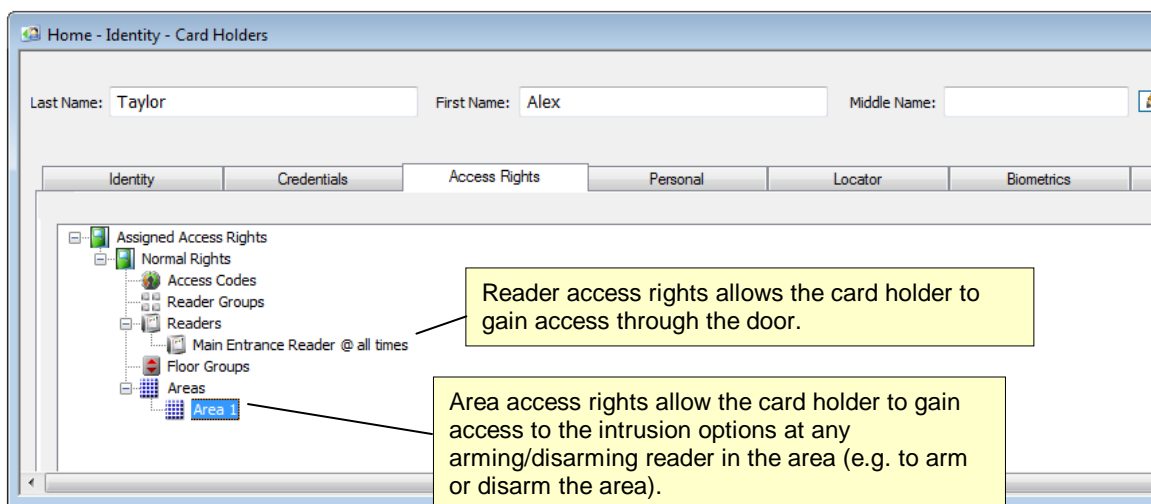 Home - Identity - Card Holders
Last Name: Taylor First Name: Alex Middle Name:
Identity Credentials Access Rights Personal Locator Biometrics
Assigned Access Rights
Normal Rights
Access Codes
Reader Groups
Readers
Main Entrance Reader @ all times
Floor Groups
Areas
Area 1
Reader access rights allows the card holder to
gain access through the door.
Area access rights allow the card holder to gain
access to the intrusion options at any
arming/disarming reader in the area (e.g. to arm
or disarm the area).